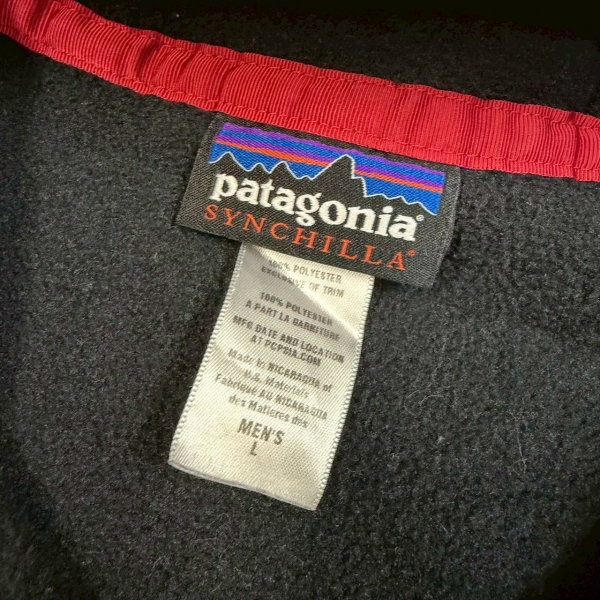 patagonia®
SYNCHILLA®
100% POLYESTER
EXCLUSIVE OF TRIM
100% POLYESTER
A PART LA GARNITURE
MFG DATE AND LOCATION
AT PCPSIA.COM
Made in NICARAGUA of
U.S. Materials
Fabriqué AU NICARAGUA
des Matieres des
MEN'S
L